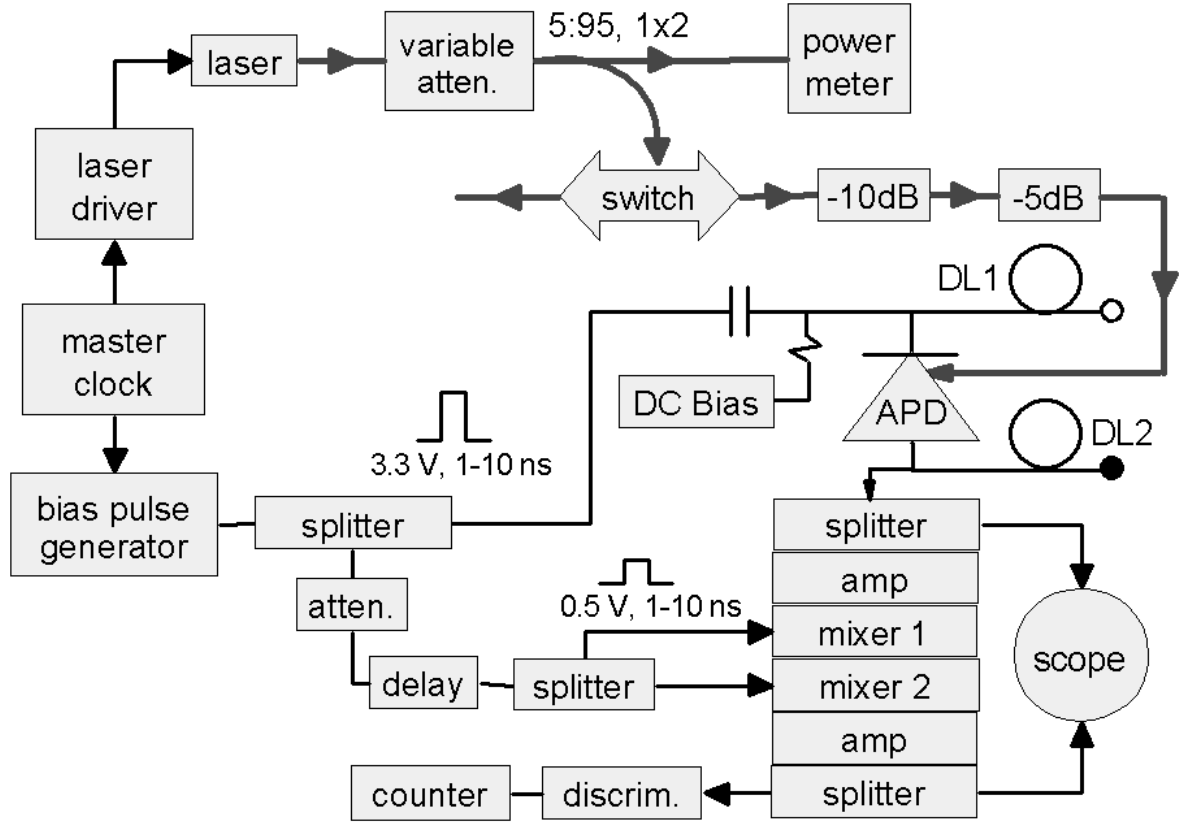 5:95, 1x2
laser
variable
atten.
power
meter
laser
driver
switch
-10dB
-5dB
DL1
master
clock
DC Bias
APD
DL2
3.3 V, 1-10 ns
bias pulse
generator
splitter
splitter
atten.
amp
0.5 V, 1-10 ns
mixer 1
scope
delay
splitter
mixer 2
amp
counter
discrim.
splitter